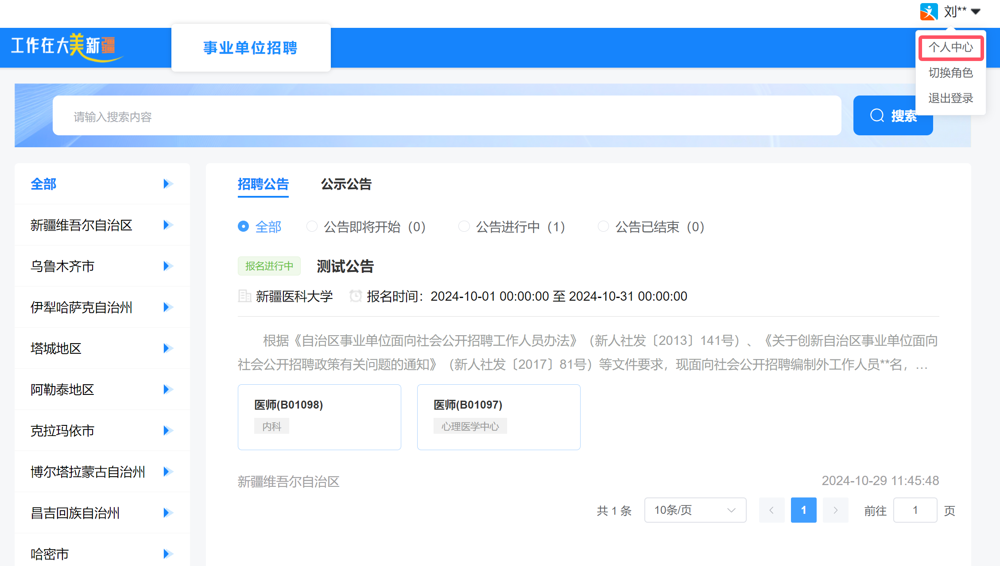 刘**
工作在大美新疆
事业单位招聘
个人中心
切换角色
退出登录
请输入搜索内容
搜索
全部
新疆维吾尔自治区
乌鲁木齐市
伊犁哈萨克自治州
塔城地区
阿勒泰地区
克拉玛依市
博尔塔拉蒙古自治州
昌吉回族自治州
哈密市
招聘公告 公示公告
全部 公告即将开始（0） 公告进行中（1） 公告已结束（0）
报名进行中 测试公告
新疆医科大学 报名时间：2024-10-01 00:00:00 至 2024-10-31 00:00:00
根据《自治区事业单位面向社会公开招聘工作人员办法》（新人社发〔2013〕141号）、《关于创新自治区事业单位面向
社会公开招聘政策有关问题的通知》（新人社发〔2017〕81号）等文件要求，现面向社会公开招聘编制外工作人员**名，...
医师(B01098)
内科
医师(B01097)
心理医学中心
新疆维吾尔自治区 2024-10-29 11:45:48
共 1 条 10条/页 1 前往 1 页